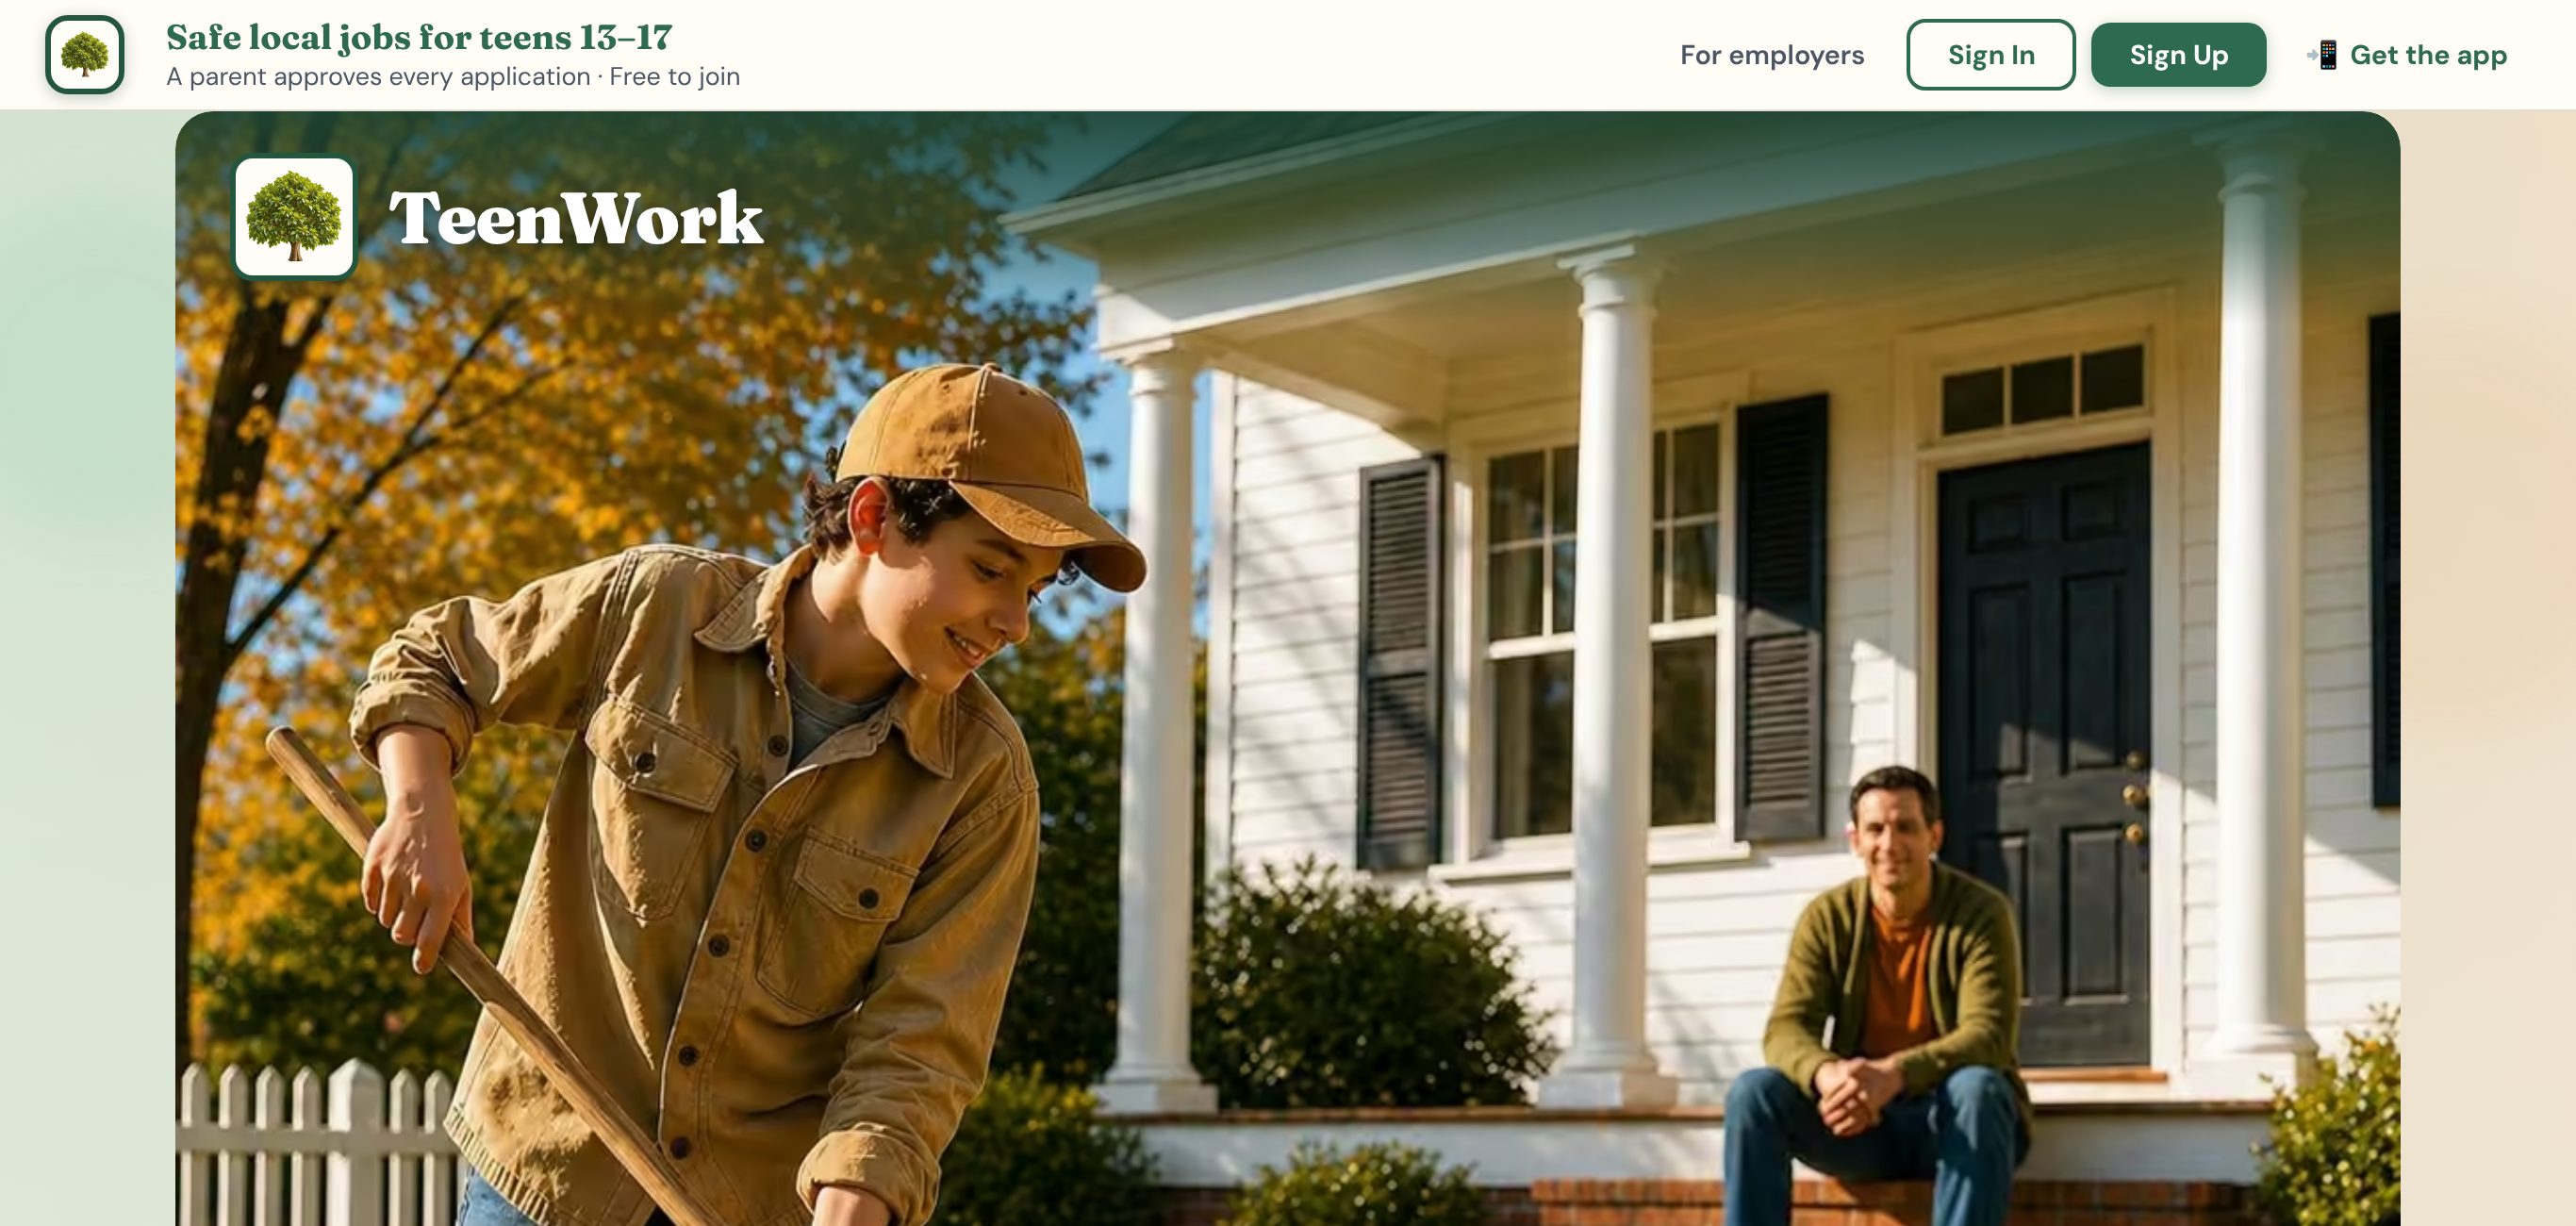 Safe local jobs for teens 13–17
A parent approves every application · Free to join
For employers
Sign In
Sign Up
Get the app
TeenWork